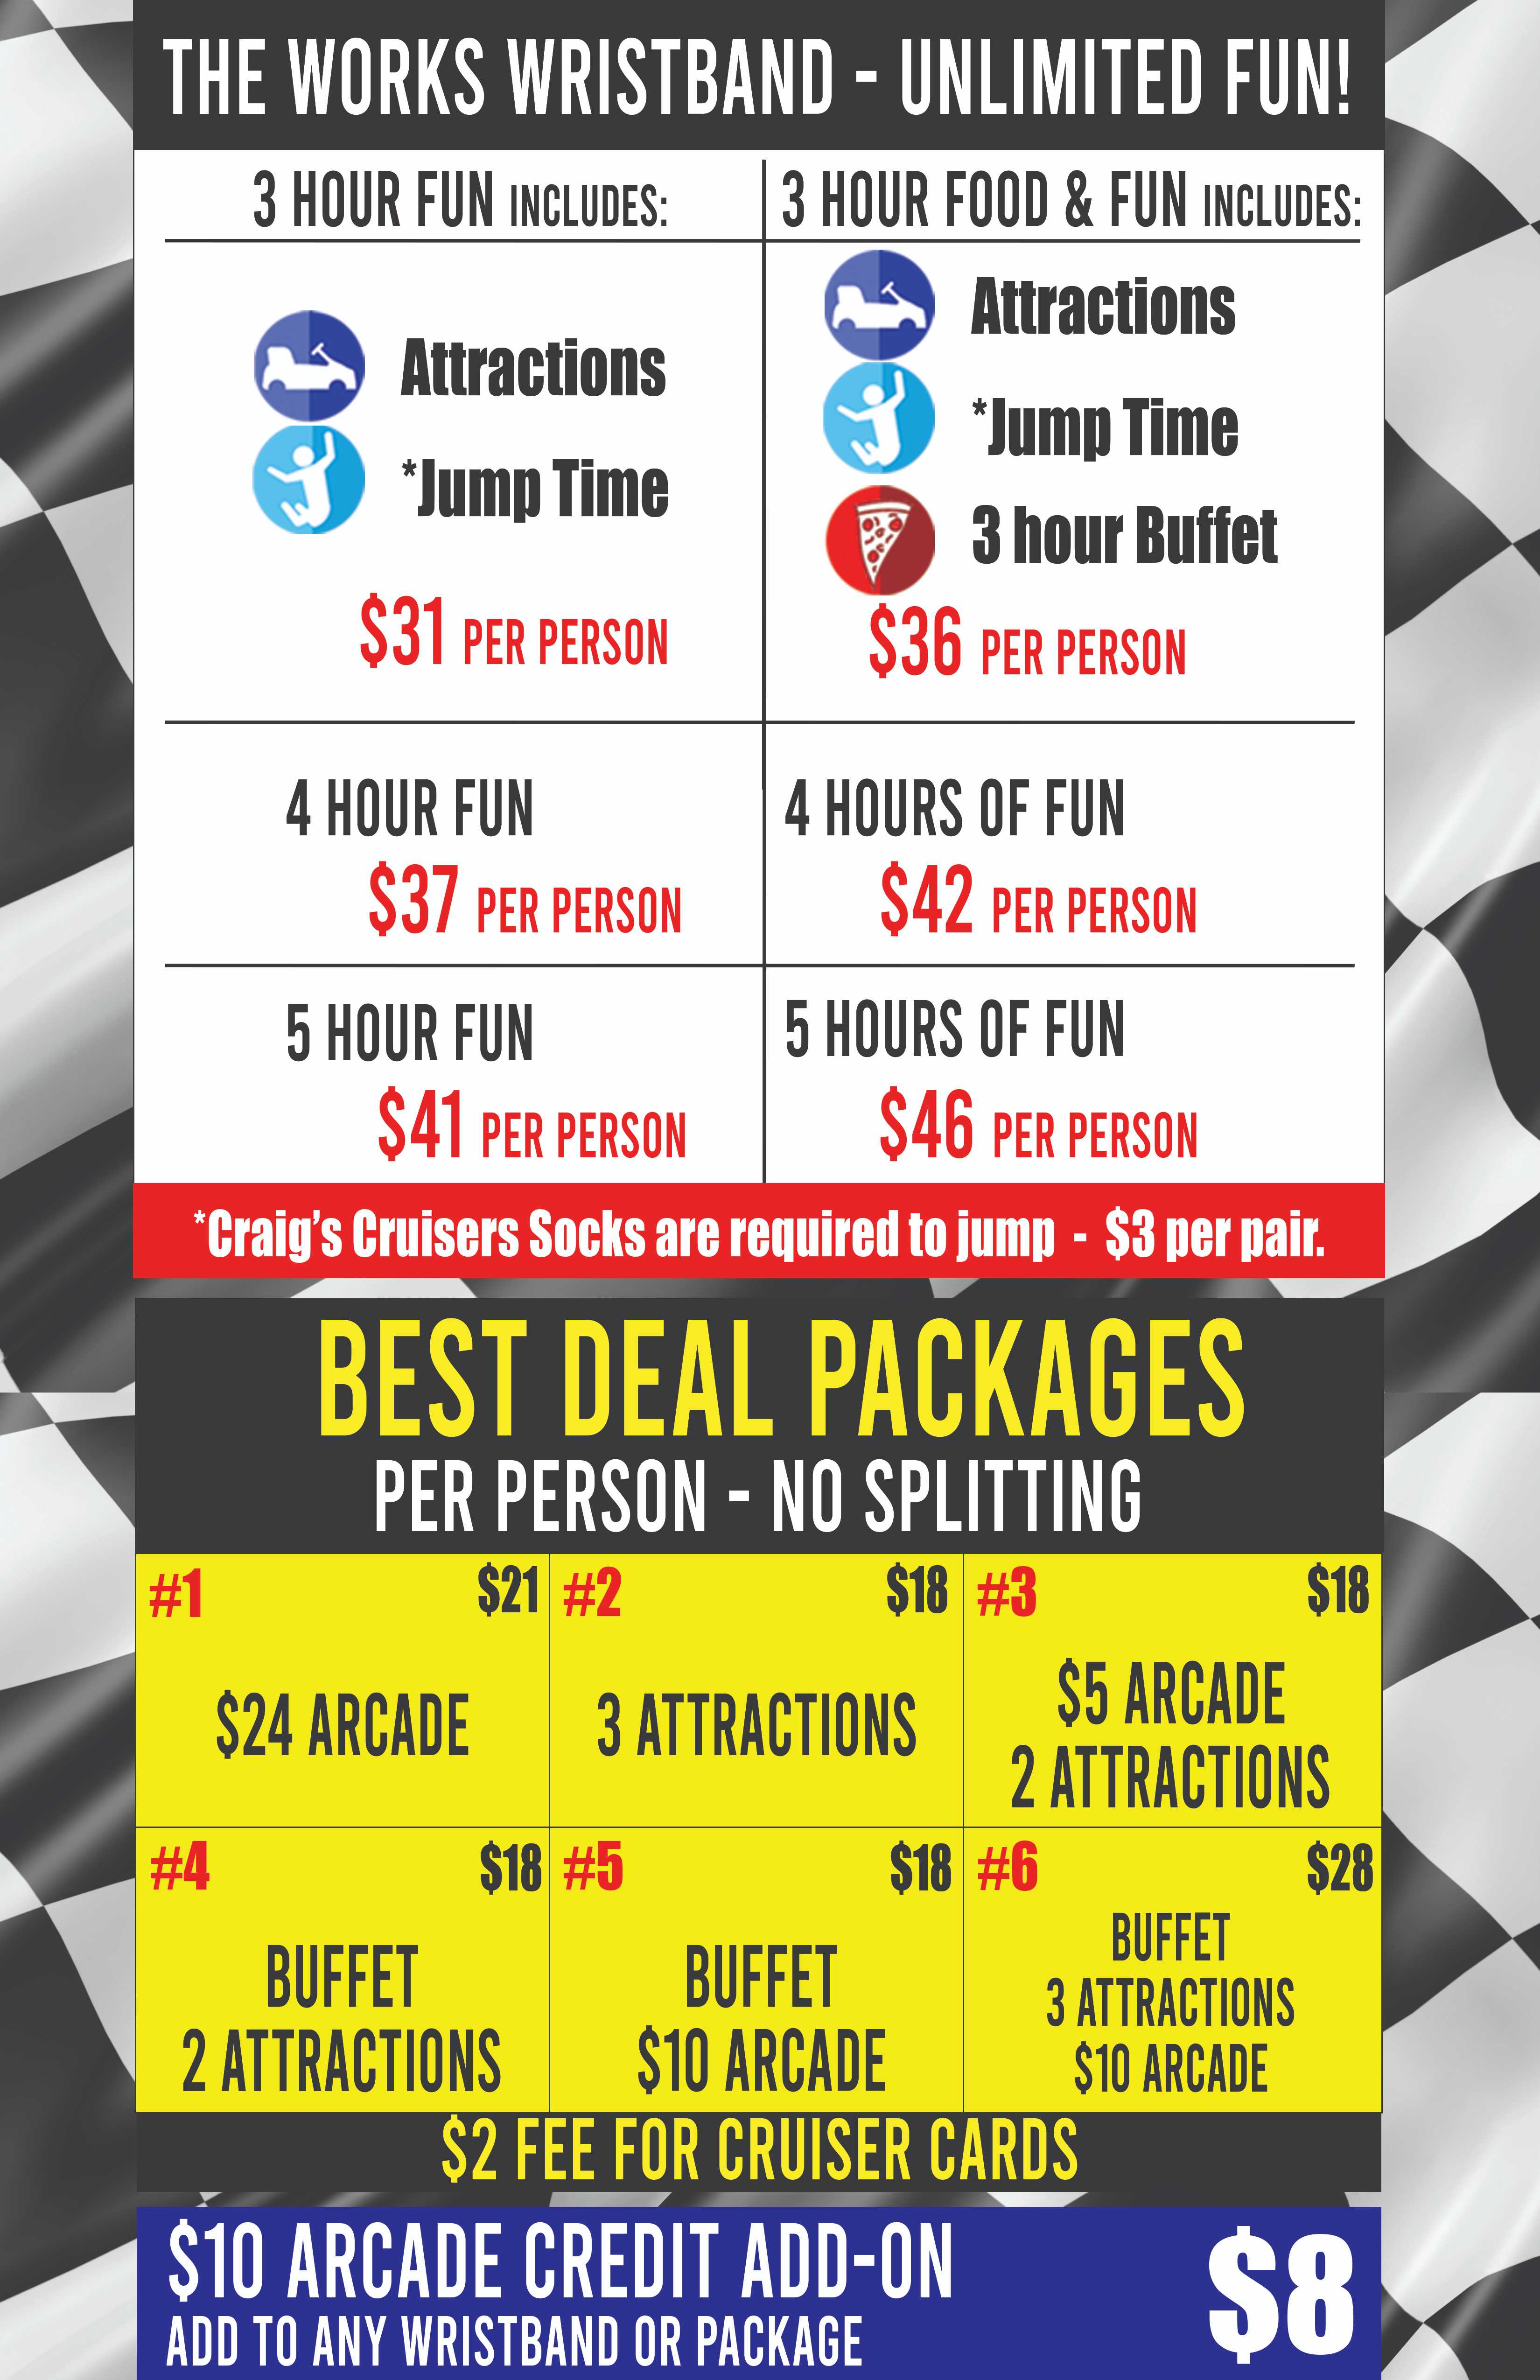 THE WORKS WRISTBAND - UNLIMITED FUN!
3 HOUR FUN INCLUDES:
Attractions
*Jump Time
$31 PER PERSON
3 HOUR FOOD & FUN INCLUDES:
Attractions
*Jump Time
3 hour Buffet
$36 PER PERSON
4 HOUR FUN
$37 PER PERSON
4 HOURS OF FUN
$42 PER PERSON
5 HOUR FUN
$41 PER PERSON
5 HOURS OF FUN
$46 PER PERSON
*Craig's Cruisers Socks are required to jump - $3 per pair.
BEST DEAL PACKAGES
PER PERSON - NO SPLITTING
#1 $21
$24 ARCADE
#2 $18
3 ATTRACTIONS
#3 $18
$5 ARCADE
2 ATTRACTIONS
#4 $18
BUFFET
2 ATTRACTIONS
#5 $18
BUFFET
$10 ARCADE
#6 $28
BUFFET
3 ATTRACTIONS
$10 ARCADE
$2 FEE FOR CRUISER CARDS
$10 ARCADE CREDIT ADD-ON
ADD TO ANY WRISTBAND OR PACKAGE
$8